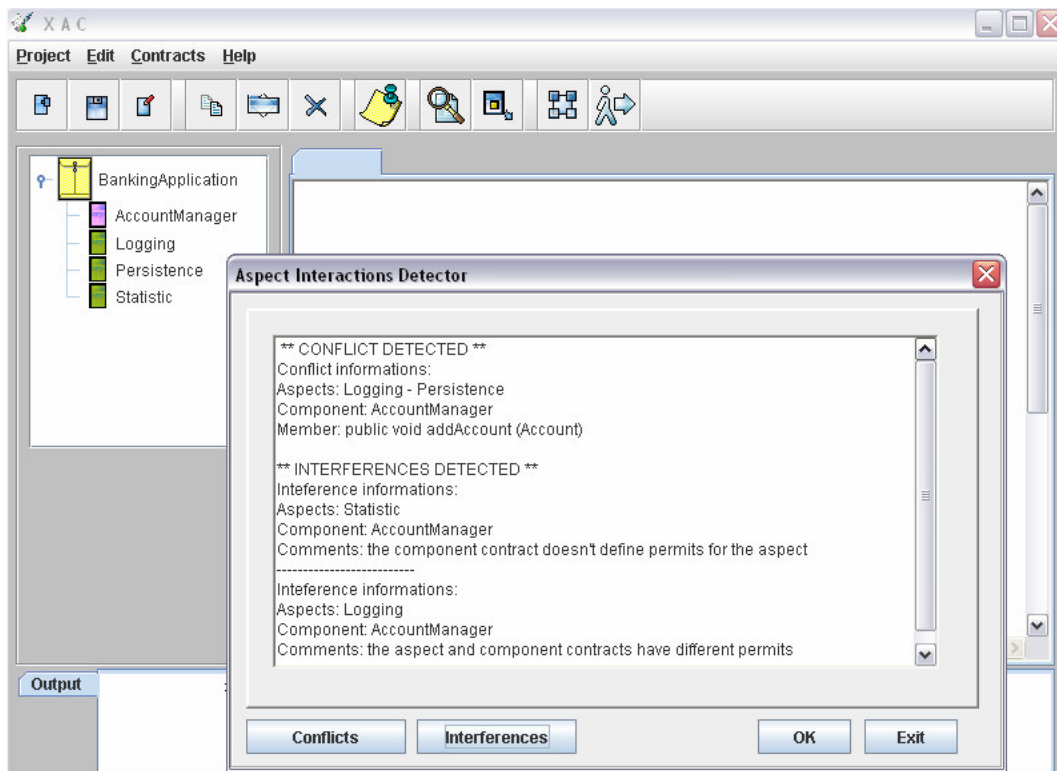 X A C
Project Edit Contracts Help
BankingApplication
AccountManager
Logging
Persistence
Statistic
Aspect Interactions Detector
** CONFLICT DETECTED **
Conflict informations:
Aspects: Logging - Persistence
Component: AccountManager
Member: public void addAccount (Account)
** INTERFERENCES DETECTED **
Inteference informations:
Aspects: Statistic
Component: AccountManager
Comments: the component contract doesn't define permits for the aspect
--------------------------
Inteference informations:
Aspects: Logging
Component: AccountManager
Comments: the aspect and component contracts have different permits
Output
Conflicts Interferences OK Exit